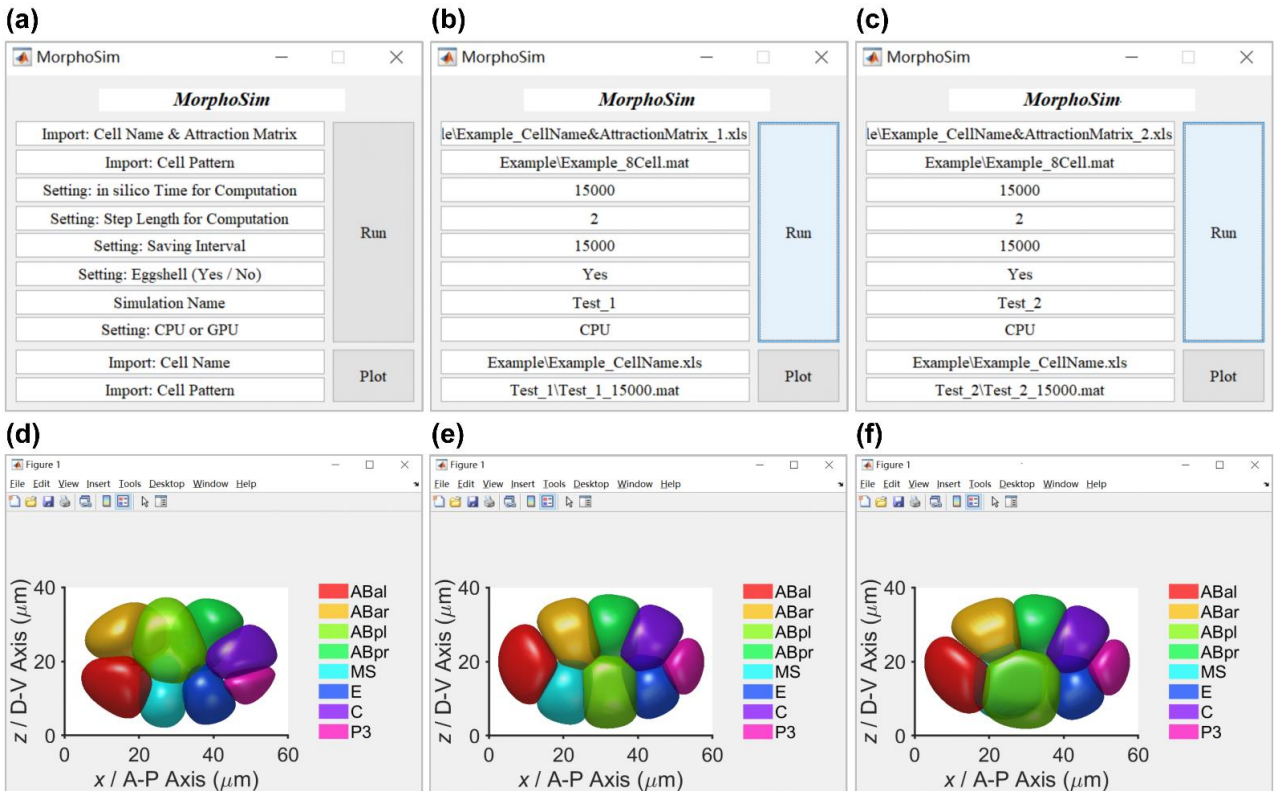 (a)
MorphoSim
MorphoSim
Import: Cell Name & Attraction Matrix
Import: Cell Pattern
Setting: in silico Time for Computation
Setting: Step Length for Computation
Setting: Saving Interval
Setting: Eggshell (Yes / No)
Simulation Name
Setting: CPU or GPU
Run
Import: Cell Name
Import: Cell Pattern
Plot
(b)
MorphoSim
MorphoSim
le\Example_CellName&AttractionMatrix_1.xls
Example\Example_8Cell.mat
15000
2
15000
Yes
Test_1
CPU
Run
Example\Example_CellName.xls
Test_1\Test_1_15000.mat
Plot
(c)
MorphoSim
MorphoSim
le\Example_CellName&AttractionMatrix_2.xls
Example\Example_8Cell.mat
15000
2
15000
Yes
Test_2
CPU
Run
Example\Example_CellName.xls
Test_2\Test_2_15000.mat
Plot
(d)
Figure 1
File Edit View Insert Tools Desktop Window Help
z / D-V Axis (μm)
40
20
0
0 20 40 60
x / A-P Axis (μm)
ABal
ABar
ABpl
ABpr
MS
E
C
P3
(e)
Figure 1
File Edit View Insert Tools Desktop Window Help
z / D-V Axis (μm)
40
20
0
0 20 40 60
x / A-P Axis (μm)
ABal
ABar
ABpl
ABpr
MS
E
C
P3
(f)
Figure 1
File Edit View Insert Tools Desktop Window Help
z / D-V Axis (μm)
40
20
0
0 20 40 60
x / A-P Axis (μm)
ABal
ABar
ABpl
ABpr
MS
E
C
P3